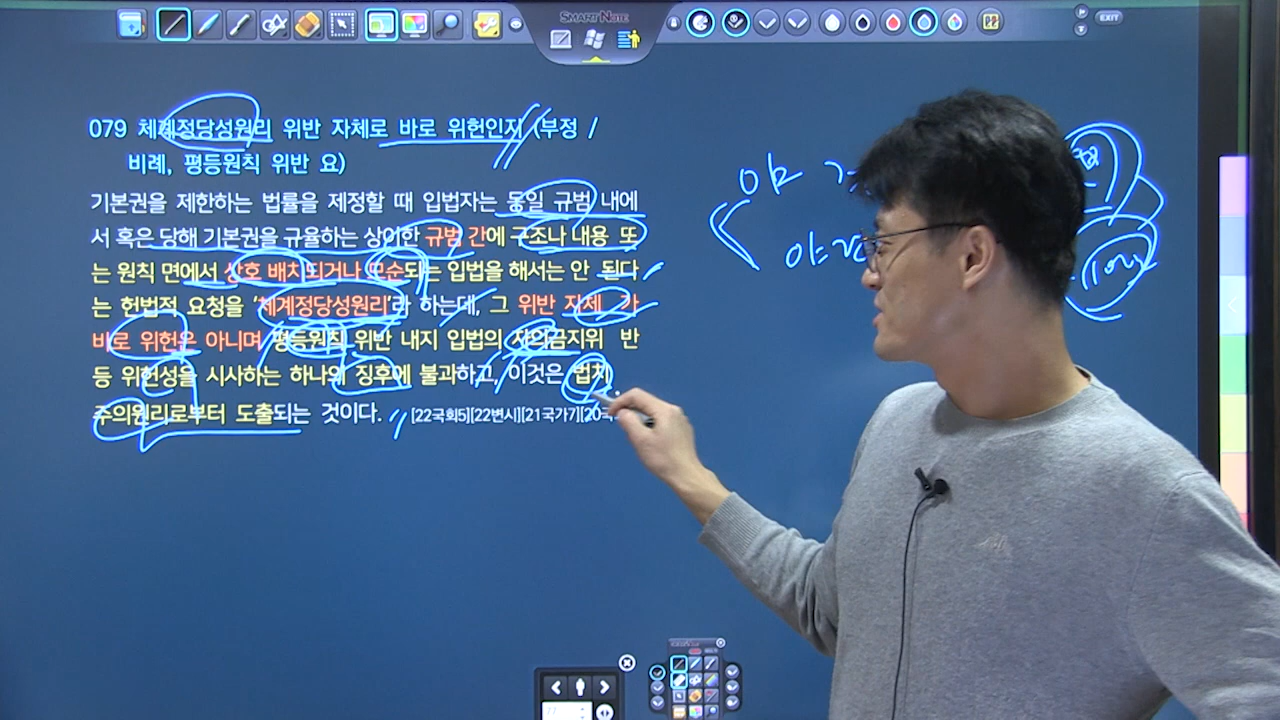 SMARTNOTE
EXIT
079 체계정당성원리 위반 자체로 바로 위헌인지 (부정 /
비례, 평등원칙 위반 요)
기본권을 제한하는 법률을 제정할 때 입법자는 동일 규범 내에
서 혹은 당해 기본권을 규율하는 상이한 규범 간에 구조나 내용 또
는 원칙 면에서 상호 배치되거나 모순되는 입법을 해서는 안 된다
는 헌법적 요청을 '체계정당성원리'라 하는데, 그 위반 자체 가
바로 위헌은 아니며 평등원칙 위반 내지 입법의 자의금지위 반
등 위헌성을 시사하는 하나의 징후에 불과하고, 이것은 법치
주의원리로부터 도출되는 것이다. [22국회5][22변시][21국가7][20국
야
야간